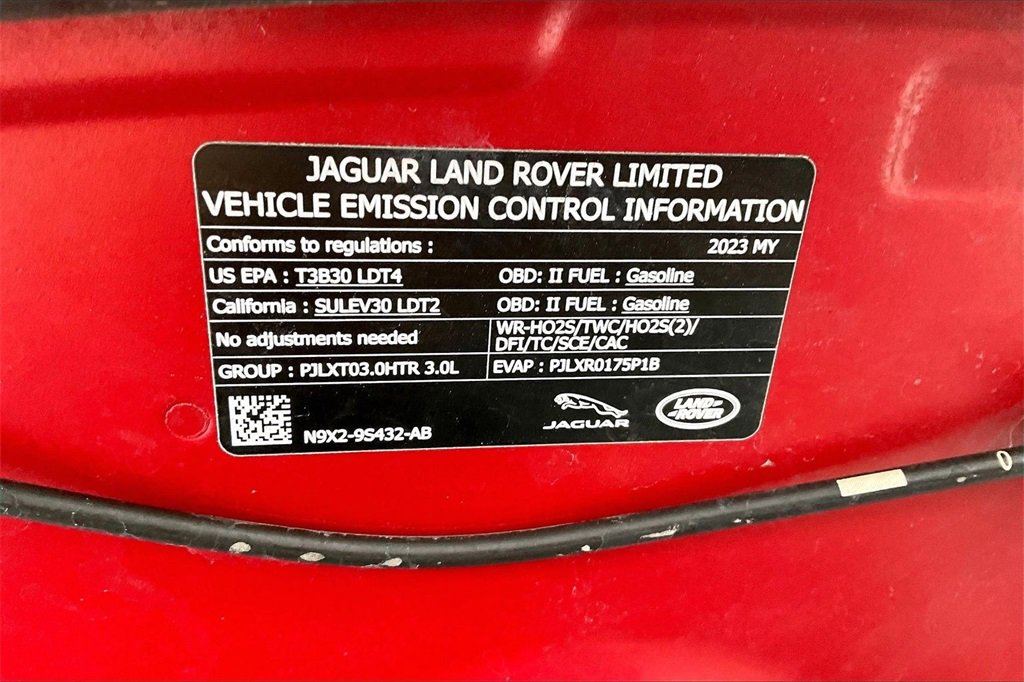 JAGUAR LAND ROVER LIMITED
VEHICLE EMISSION CONTROL INFORMATION
Conforms to regulations : 2023 MY
US EPA : T3B30 LDT4 OBD: II FUEL : Gasoline
California : SULEV30 LDT2 OBD: II FUEL : Gasoline
No adjustments needed
WR-HO2S/TWC/HO2S(2)/
DFI/TC/SCE/CAC
GROUP : PJLXT03.0HTR 3.0L EVAP : PJLXR0175P1B
N9X2-9S432-AB
JAGUAR
LAND-
-ROVER